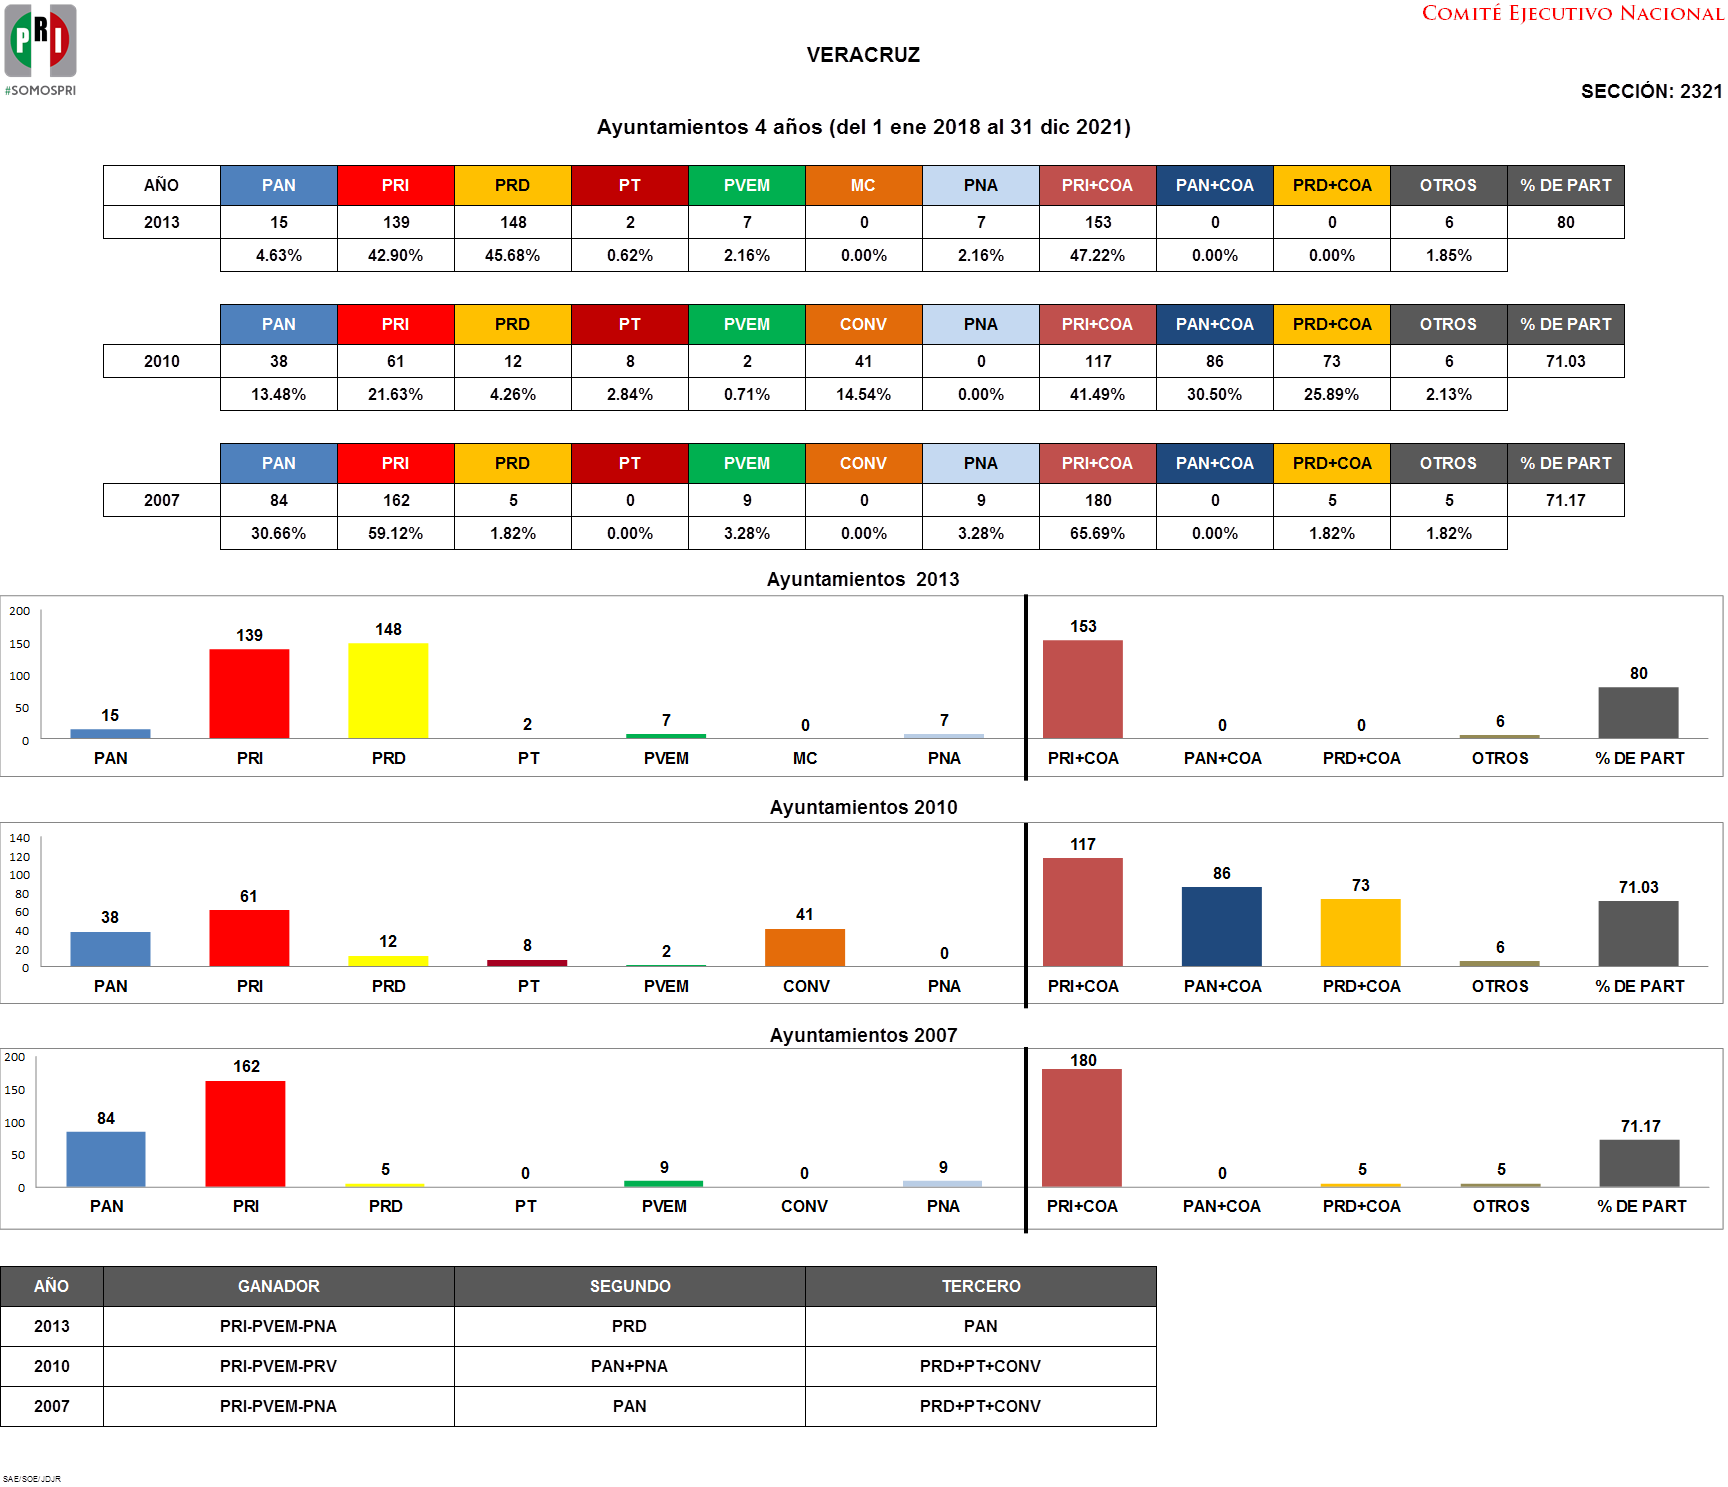 COMITÉ EJECUTIVO NACIONAL
PRI
#SOMOSPRI
VERACRUZ
SECCIÓN: 2321
Ayuntamientos 4 años (del 1 ene 2018 al 31 dic 2021)
AÑO PAN PRI PRD PT PVEM MC PNA PRI+COA PAN+COA PRD+COA OTROS % DE PART
2013 15 139 148 2 7 0 7 153 0 0 6 80
4.63% 42.90% 45.68% 0.62% 2.16% 0.00% 2.16% 47.22% 0.00% 0.00% 1.85%
PAN PRI PRD PT PVEM CONV PNA PRI+COA PAN+COA PRD+COA OTROS % DE PART
2010 38 61 12 8 2 41 0 117 86 73 6 71.03
13.48% 21.63% 4.26% 2.84% 0.71% 14.54% 0.00% 41.49% 30.50% 25.89% 2.13%
PAN PRI PRD PT PVEM CONV PNA PRI+COA PAN+COA PRD+COA OTROS % DE PART
2007 84 162 5 0 9 0 9 180 0 5 5 71.17
30.66% 59.12% 1.82% 0.00% 3.28% 0.00% 3.28% 65.69% 0.00% 1.82% 1.82%
Ayuntamientos 2013
200
150
100
50
0
15 139 148 2 7 0 7 153 0 0 6 80
PAN PRI PRD PT PVEM MC PNA PRI+COA PAN+COA PRD+COA OTROS % DE PART
Ayuntamientos 2010
140
120
100
80
60
40
20
0
38 61 12 8 2 41 0 117 86 73 6 71.03
PAN PRI PRD PT PVEM CONV PNA PRI+COA PAN+COA PRD+COA OTROS % DE PART
Ayuntamientos 2007
200
150
100
50
0
84 162 5 0 9 0 9 180 0 5 5 71.17
PAN PRI PRD PT PVEM CONV PNA PRI+COA PAN+COA PRD+COA OTROS % DE PART
AÑO GANADOR SEGUNDO TERCERO
2013 PRI-PVEM-PNA PRD PAN
2010 PRI-PVEM-PRV PAN+PNA PRD+PT+CONV
2007 PRI-PVEM-PNA PAN PRD+PT+CONV
SAE/SOE/JDJR